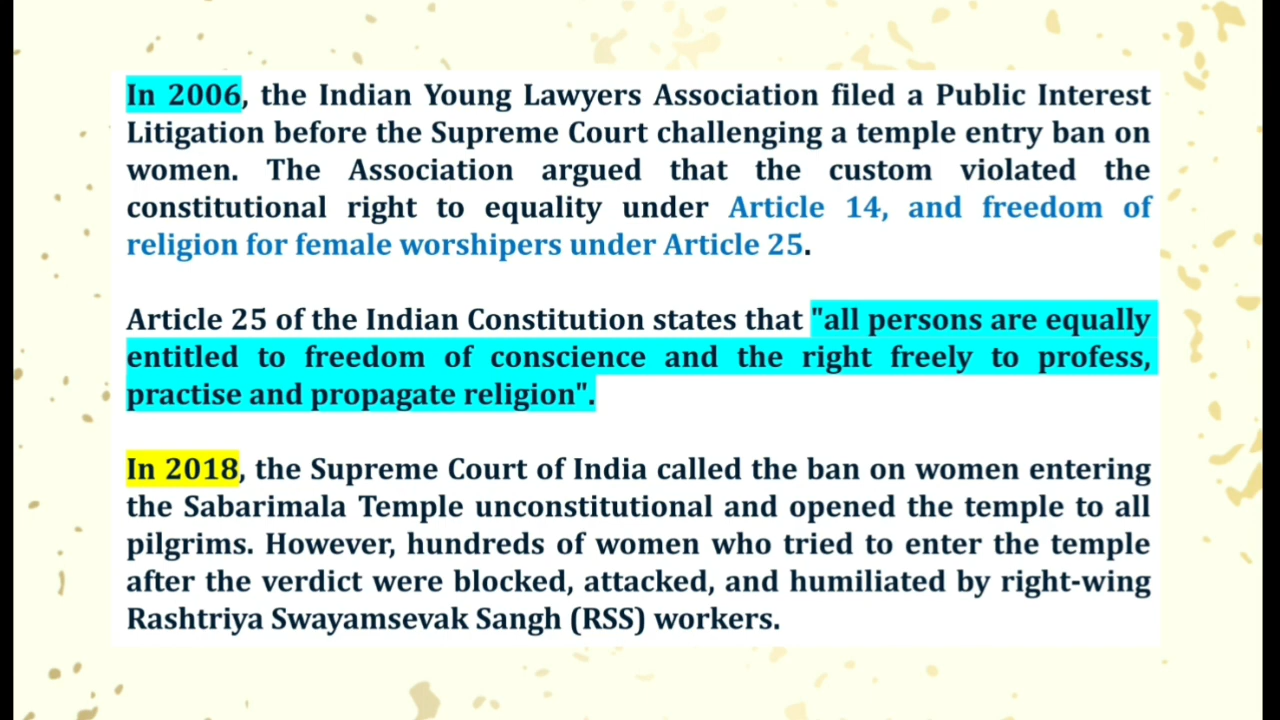 In 2006, the Indian Young Lawyers Association filed a Public Interest
Litigation before the Supreme Court challenging a temple entry ban on
women. The Association argued that the custom violated the
constitutional right to equality under Article 14, and freedom of
religion for female worshipers under Article 25.
Article 25 of the Indian Constitution states that "all persons are equally
entitled to freedom of conscience and the right freely to profess,
practise and propagate religion".
In 2018, the Supreme Court of India called the ban on women entering
the Sabarimala Temple unconstitutional and opened the temple to all
pilgrims. However, hundreds of women who tried to enter the temple
after the verdict were blocked, attacked, and humiliated by right-wing
Rashtriya Swayamsevak Sangh (RSS) workers.